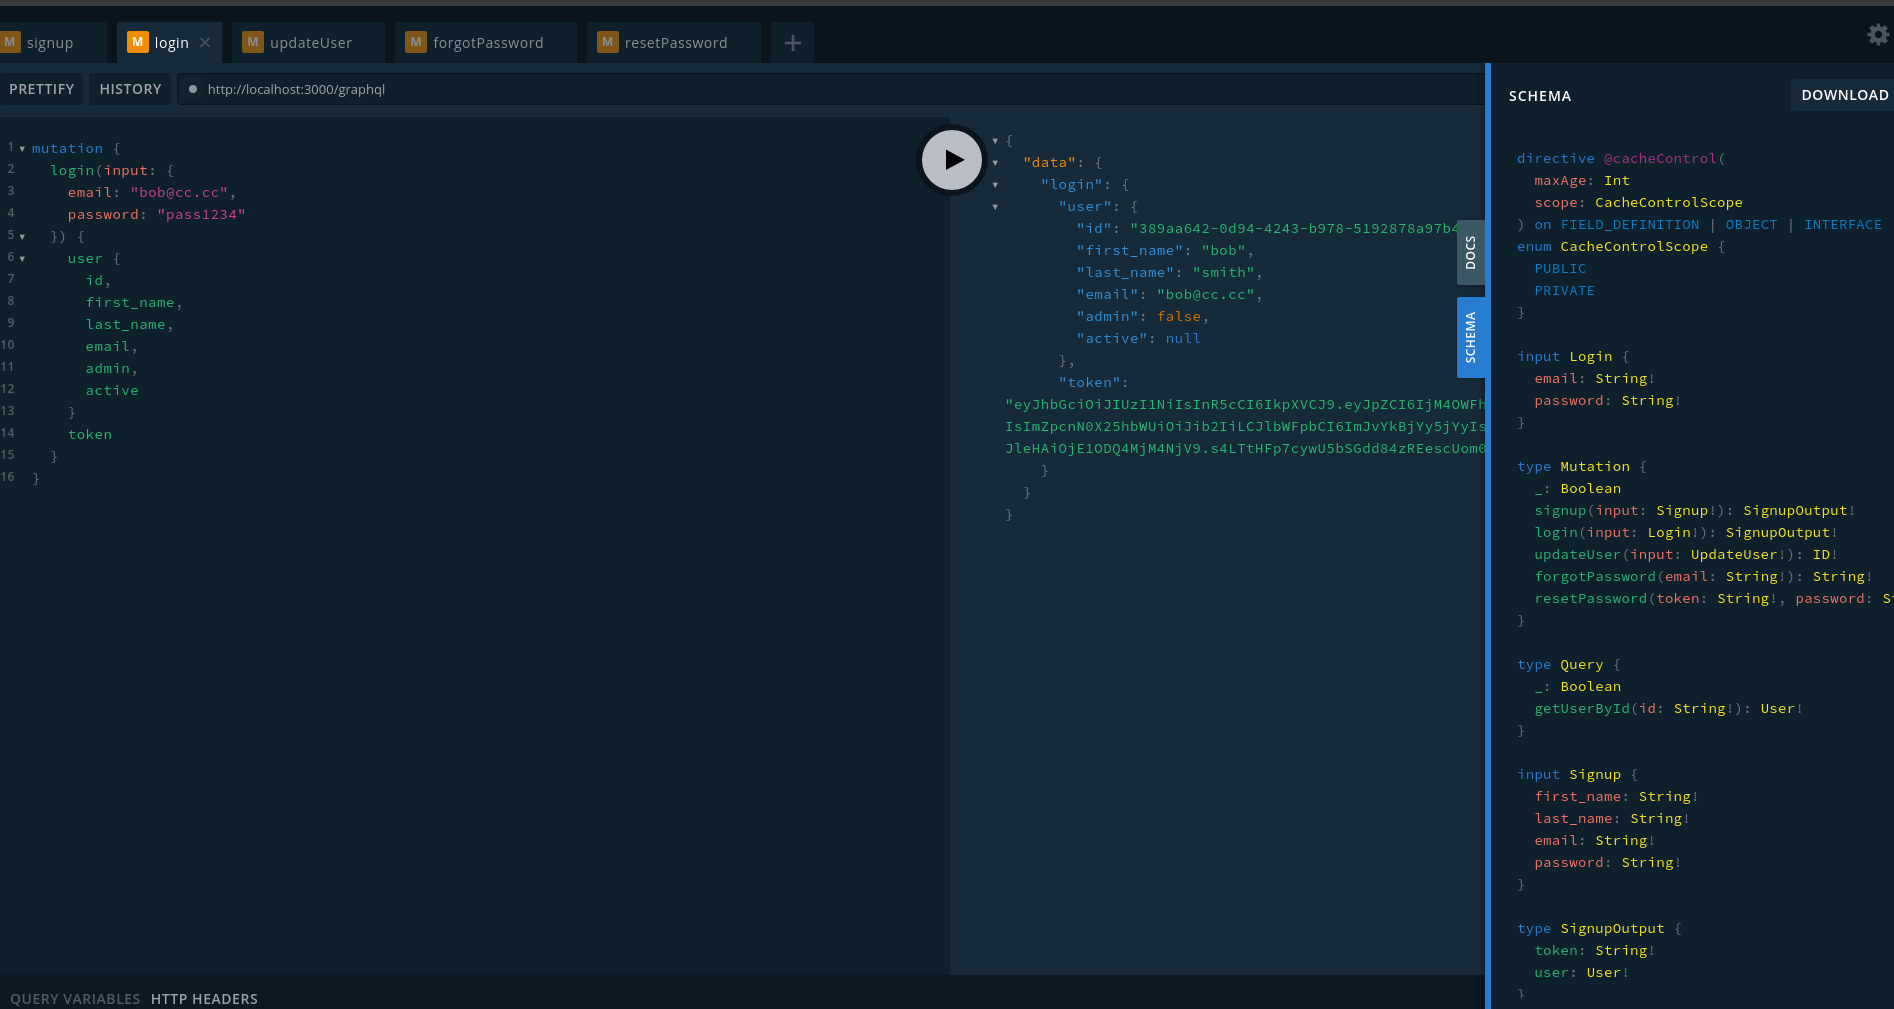 M signup
M login ×
M updateUser
M forgotPassword
M resetPassword
+
PRETTIFY
HISTORY
http://localhost:3000/graphql
1 mutation {
2 login(input: {
3 email: "bob@cc.cc",
4 password: "pass1234"
5 }) {
6 user {
7 id,
8 first_name,
9 last_name,
10 email,
11 admin,
12 active
13 }
14 token
15 }
16 }
{
"data": {
"login": {
"user": {
"id": "389aa642-0d94-4243-b978-5192878a97b4
"first_name": "bob",
"last_name": "smith",
"email": "bob@cc.cc",
"admin": false,
"active": null
},
"token":
"eyJhbGciOiJIUzI1NiIsInR5cCI6IkpXVCJ9.eyJpZCI6IjM4OWFh
IsImZpcnN0X25hbWUiOiJib2IiLCJlbWFpbCI6ImJvYkBjYy5jYyIs
JleHAiOjE1ODQ4MjM4NjV9.s4LTtHFp7cywU5bSGdd84zREescUom0
}
}
}
DOCS
SCHEMA
SCHEMA
DOWNLOAD
directive @cacheControl(
maxAge: Int
scope: CacheControlScope
) on FIELD_DEFINITION | OBJECT | INTERFACE
enum CacheControlScope {
PUBLIC
PRIVATE
}
input Login {
email: String!
password: String!
}
type Mutation {
_: Boolean
signup(input: Signup!): SignupOutput!
login(input: Login!): SignupOutput!
updateUser(input: UpdateUser!): ID!
forgotPassword(email: String!): String!
resetPassword(token: String!, password: S
}
type Query {
_: Boolean
getUserById(id: String!): User!
}
input Signup {
first_name: String!
last_name: String!
email: String!
password: String!
}
type SignupOutput {
token: String!
user: User!
}
QUERY VARIABLES
HTTP HEADERS